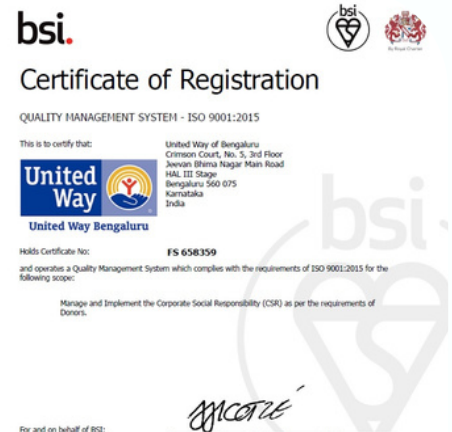 bsi.
bsi
By Royal Charter
Certificate of Registration
QUALITY MANAGEMENT SYSTEM - ISO 9001:2015
This is to certify that:
United Way of Bengaluru
Crimson Court, No. 5, 3rd Floor
Jeevan Bhima Nagar Main Road
HAL III Stage
Bengaluru 560 075
Karnataka
India
United
Way
United Way Bengaluru
bsi
Holds Certificate No:
FS 658359
and operates a Quality Management System which complies with the requirements of ISO 9001:2015 for the
following scope:
Manage and Implement the Corporate Social Responsibility (CSR) as per the requirements of
Donors.
For and on behalf of BSI: